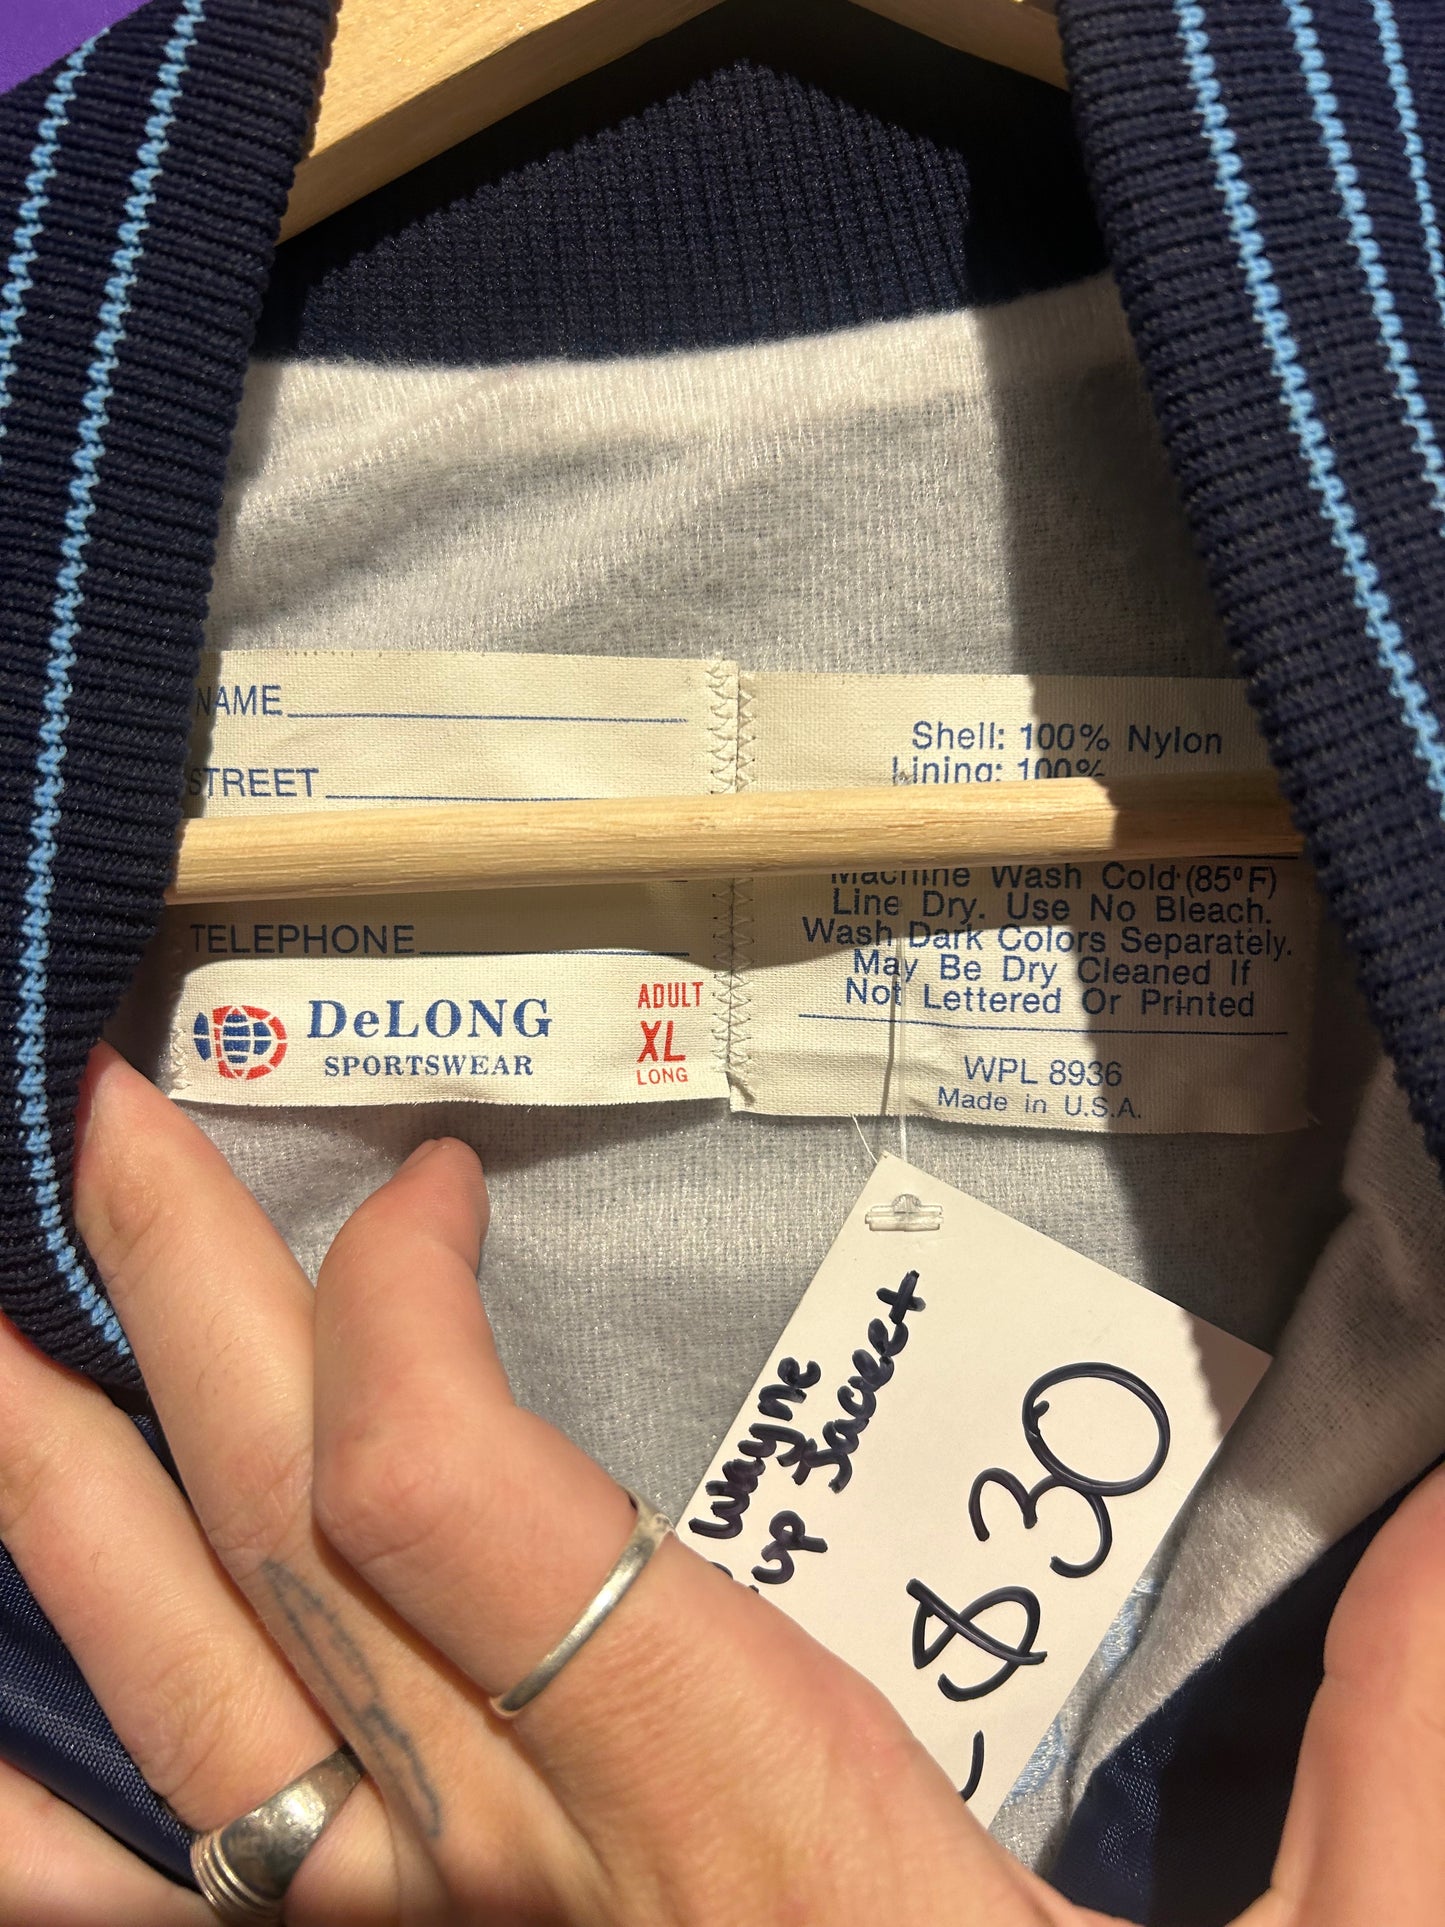 NAME
STREET
TELEPHONE
DeLONG
SPORTSWEAR
ADULT
XL
LONG
Shell: 100% Nylon
Lining: 100%
Machine Wash Cold (85° F)
Line Dry. Use No Bleach.
Wash Dark Colors Separately.
May Be Dry Cleaned If
Not Lettered Or Printed
WPL 8936
Made in U.S.A.
Wayne
up Jacket
$30